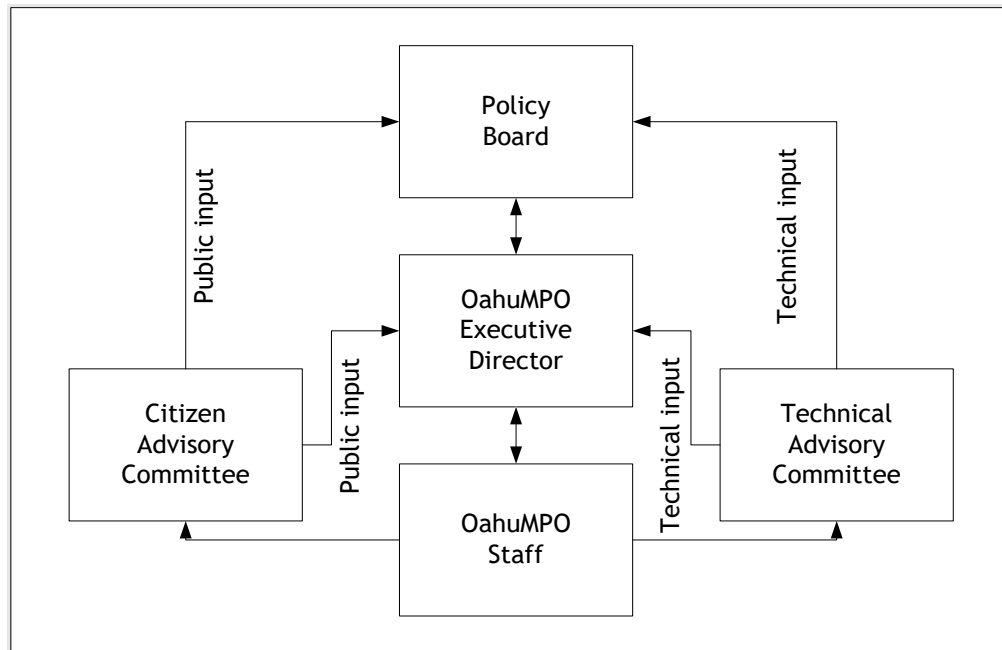 Policy
Board
Public input
Technical input
OahuMPO
Executive
Director
Citizen
Advisory
Committee
Public input
Technical input
Technical
Advisory
Committee
OahuMPO
Staff